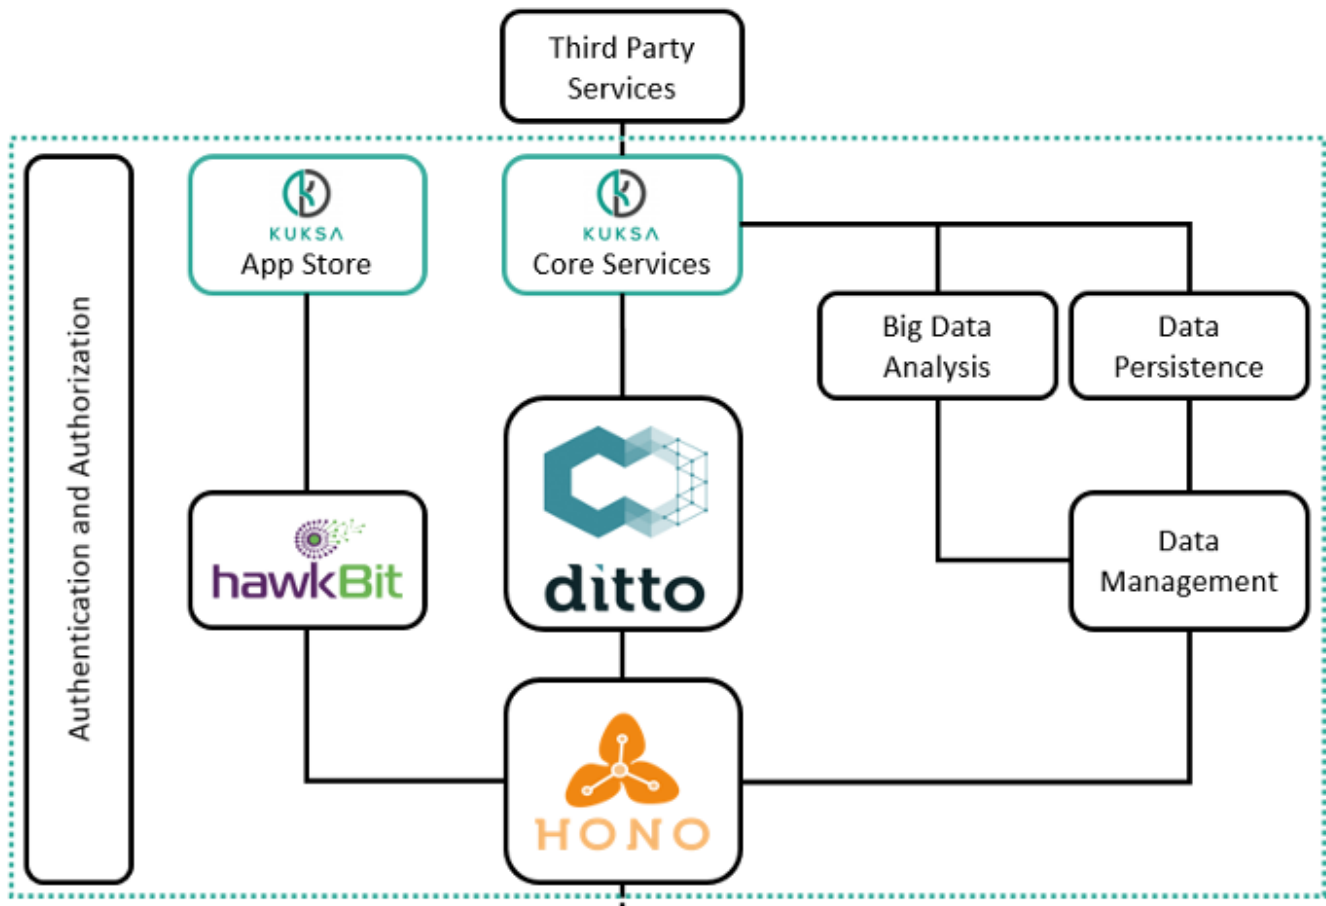 Third Party
Services
Authentication and Authorization
KUKSA
App Store
KUKSA
Core Services
Big Data
Analysis
Data
Persistence
hawkBit
ditto
Data
Management
HONO